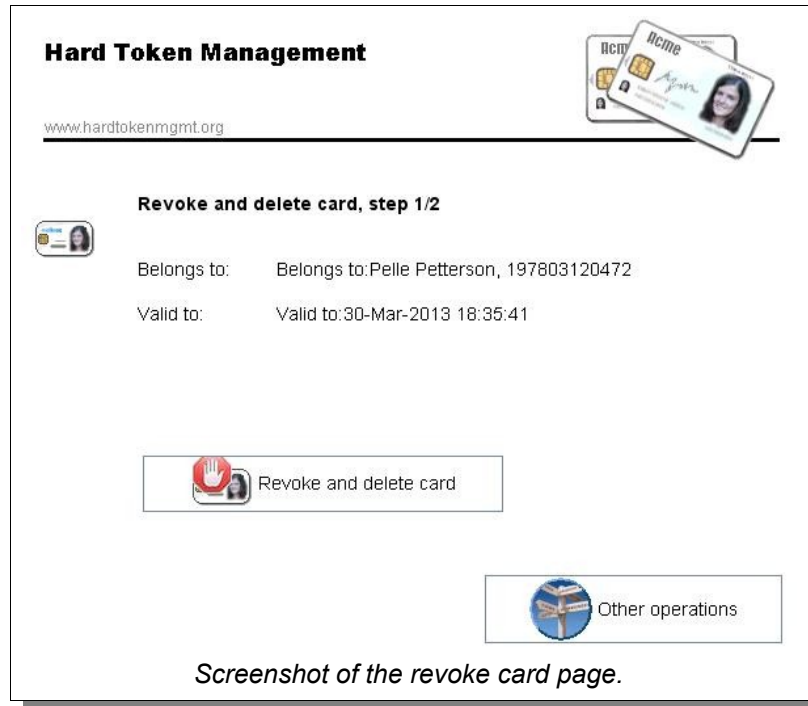 Hard Token Management
Acme
www.hardtokenmgmt.org
Revoke and delete card, step 1/2
Belongs to: Belongs to:Pelle Petterson, 197803120472
Valid to: Valid to:30-Mar-2013 18:35:41
Revoke and delete card
Other operations
Screenshot of the revoke card page.